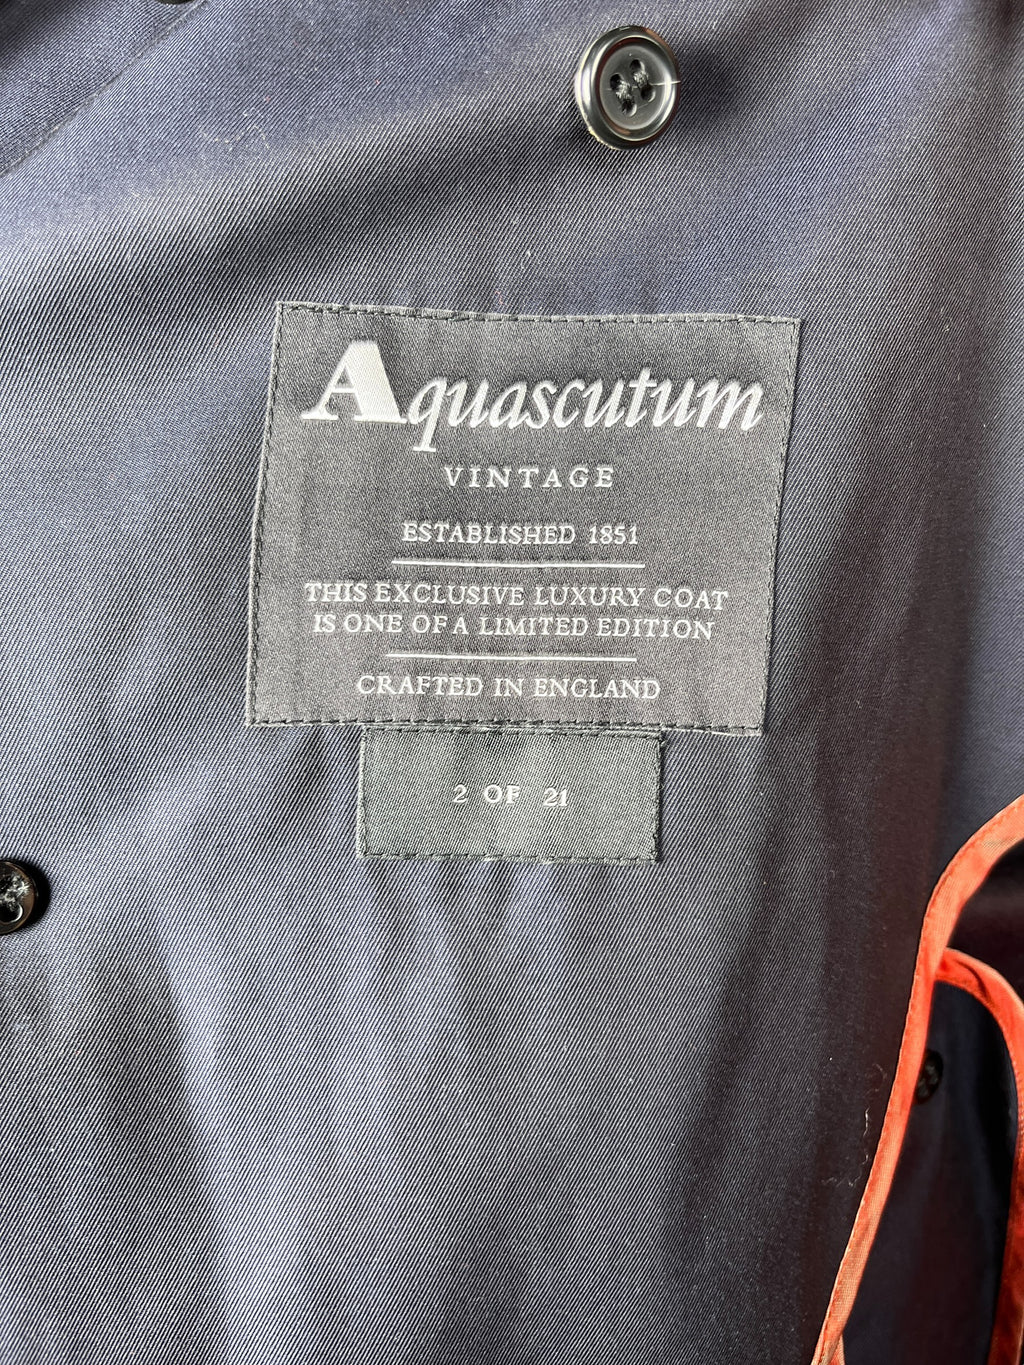 Aquascutum
VINTAGE
ESTABLISHED 1851
THIS EXCLUSIVE LUXURY COAT
IS ONE OF A LIMITED EDITION
CRAFTED IN ENGLAND
2 OF 21